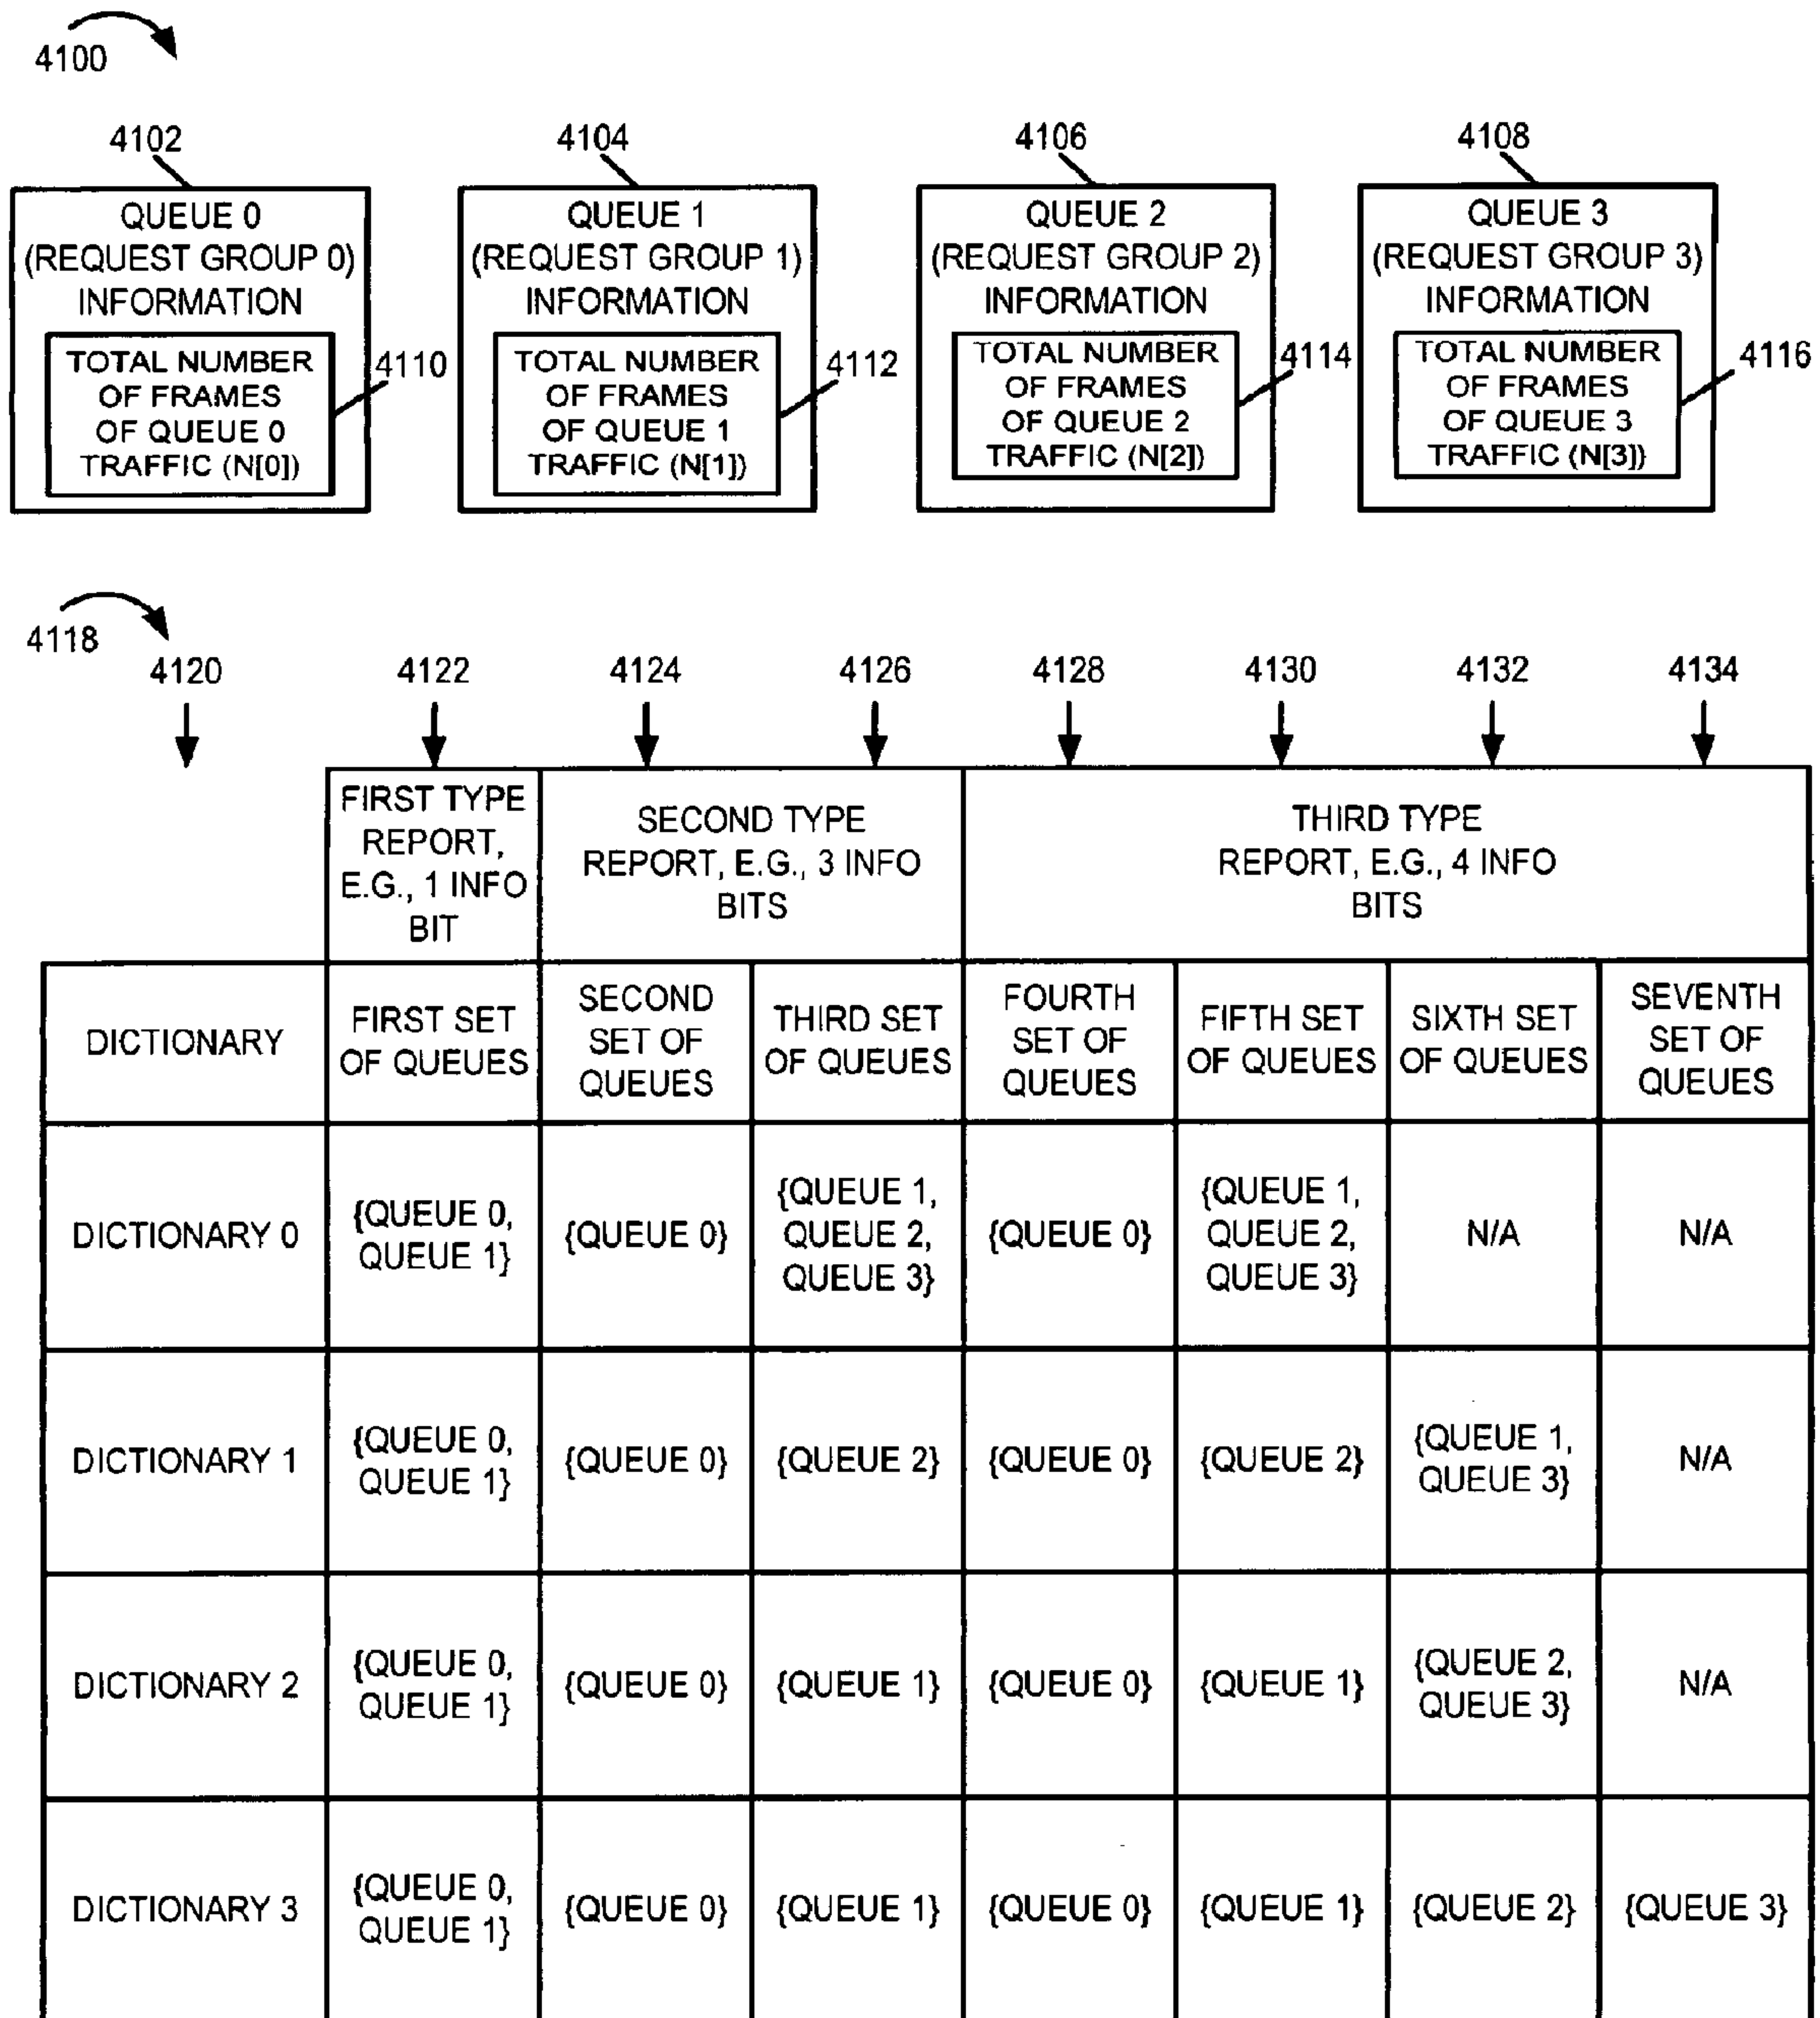 4100
4102
4104
4106
4108
QUEUE 0
(REQUEST GROUP 0)
INFORMATION
TOTAL NUMBER
OF FRAMES
OF QUEUE 0
TRAFFIC (N[0])
4110
QUEUE 1
(REQUEST GROUP 1)
INFORMATION
TOTAL NUMBER
OF FRAMES
OF QUEUE 1
TRAFFIC (N[1])
4112
QUEUE 2
(REQUEST GROUP 2)
INFORMATION
TOTAL NUMBER
OF FRAMES
OF QUEUE 2
TRAFFIC (N[2])
4114
QUEUE 3
(REQUEST GROUP 3)
INFORMATION
TOTAL NUMBER
OF FRAMES
OF QUEUE 3
TRAFFIC (N[3])
4116
4118
4120
4122
4124
4126
4128
4130
4132
4134
FIRST TYPE
REPORT,
E.G., 1 INFO
BIT
SECOND TYPE
REPORT, E.G., 3 INFO
BITS
THIRD TYPE
REPORT, E.G., 4 INFO
BITS
DICTIONARY
FIRST SET
OF QUEUES
SECOND
SET OF
QUEUES
THIRD SET
OF QUEUES
FOURTH
SET OF
QUEUES
FIFTH SET
OF QUEUES
SIXTH SET
OF QUEUES
SEVENTH
SET OF
QUEUES
DICTIONARY 0
{QUEUE 0,
QUEUE 1}
{QUEUE 0}
{QUEUE 1,
QUEUE 2,
QUEUE 3}
{QUEUE 0}
{QUEUE 1,
QUEUE 2,
QUEUE 3}
N/A
N/A
DICTIONARY 1
{QUEUE 0,
QUEUE 1}
{QUEUE 0}
{QUEUE 2}
{QUEUE 0}
{QUEUE 2}
{QUEUE 1,
QUEUE 3}
N/A
DICTIONARY 2
{QUEUE 0,
QUEUE 1}
{QUEUE 0}
{QUEUE 1}
{QUEUE 0}
{QUEUE 1}
{QUEUE 2,
QUEUE 3}
N/A
DICTIONARY 3
{QUEUE 0,
QUEUE 1}
{QUEUE 0}
{QUEUE 1}
{QUEUE 0}
{QUEUE 1}
{QUEUE 2}
{QUEUE 3}